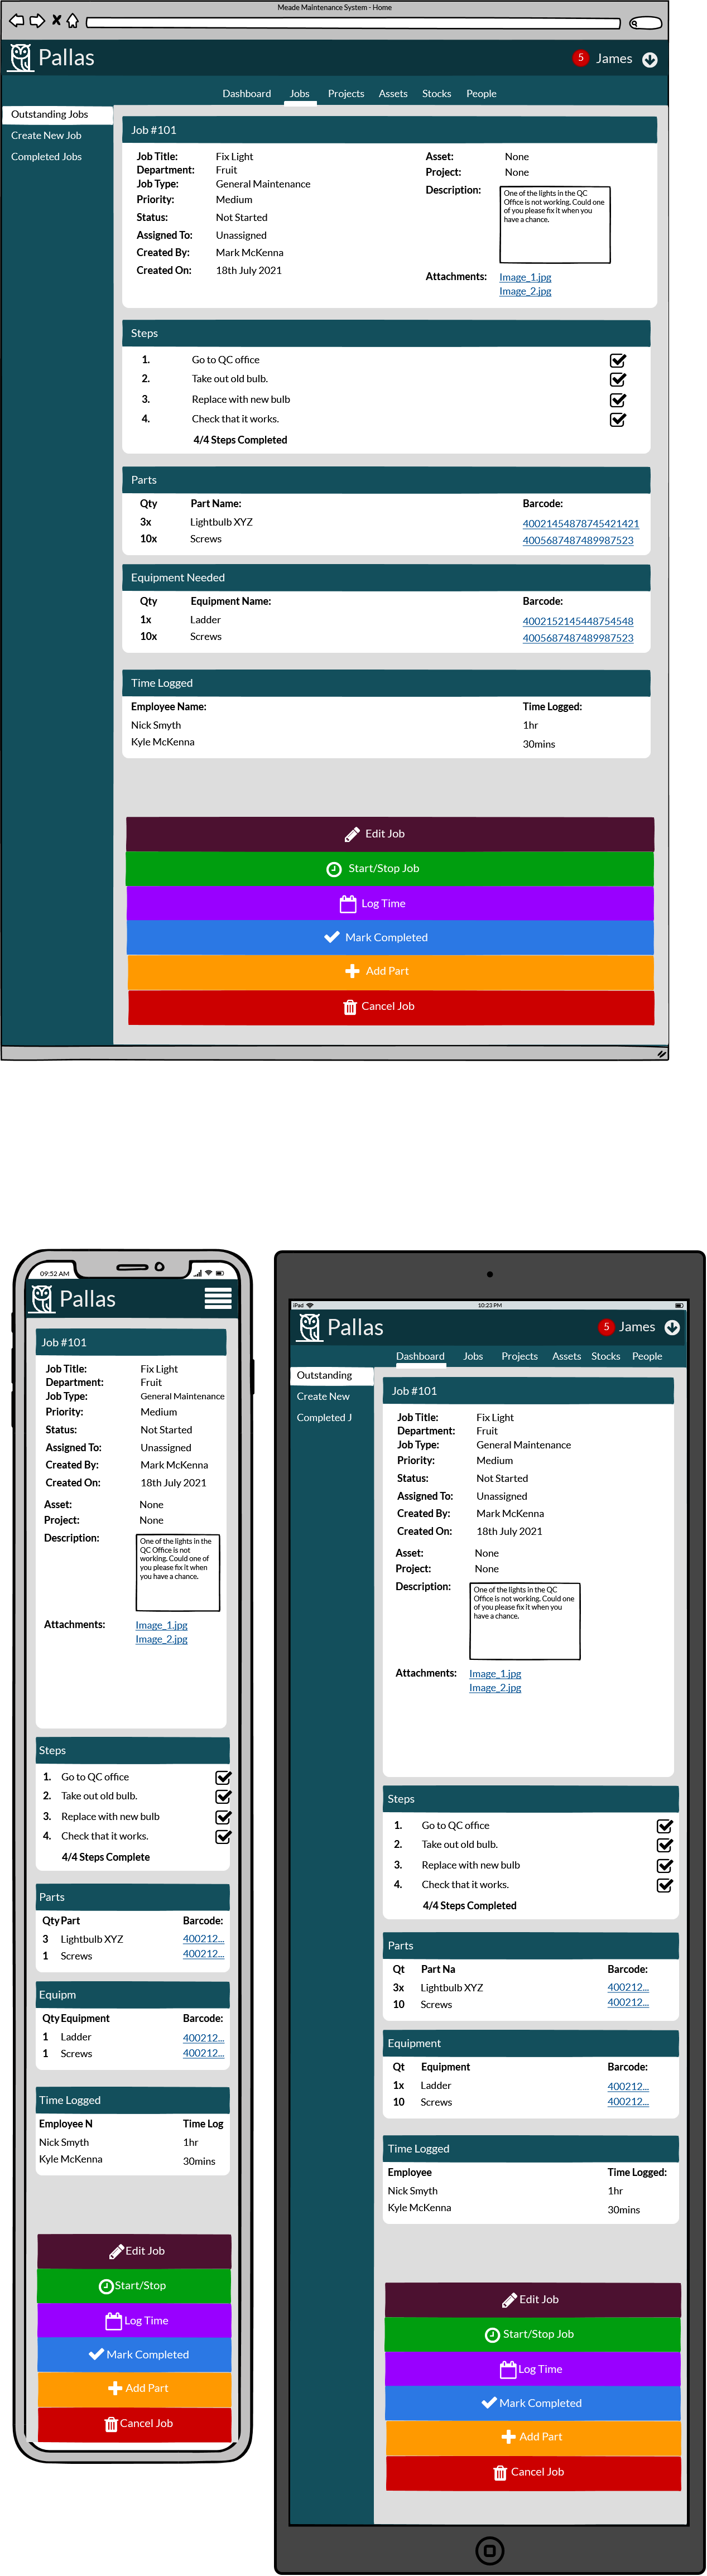 Meade Maintenance System - Home
Pallas
5 James
Dashboard Jobs Projects Assets Stocks People
Outstanding Jobs
Create New Job
Completed Jobs
Job #101
Job Title: Fix Light
Department: Fruit
Job Type: General Maintenance
Priority: Medium
Status: Not Started
Assigned To: Unassigned
Created By: Mark McKenna
Created On: 18th July 2021
Asset: None
Project: None
Description:
One of the lights in the QC
Office is not working. Could one
of you please fix it when you
have a chance.
Attachments: Image_1.jpg
Image_2.jpg
Steps
1. Go to QC office
2. Take out old bulb.
3. Replace with new bulb
4. Check that it works.
4/4 Steps Completed
Parts
Qty Part Name: Barcode:
3x Lightbulb XYZ 40021454878745421421
10x Screws 4005687487489987523
Equipment Needed
Qty Equipment Name: Barcode:
1x Ladder 4002152145448754548
10x Screws 4005687487489987523
Time Logged
Employee Name: Time Logged:
Nick Smyth 1hr
Kyle McKenna 30mins
Edit Job
Start/Stop Job
Log Time
Mark Completed
Add Part
Cancel Job
09:52 AM
Pallas
Job #101
Job Title: Fix Light
Department: Fruit
Job Type: General Maintenance
Priority: Medium
Status: Not Started
Assigned To: Unassigned
Created By: Mark McKenna
Created On: 18th July 2021
Asset: None
Project: None
Description:
One of the lights in the
QC Office is not
working. Could one of
you please fix it when
you have a chance.
Attachments: Image_1.jpg
Image_2.jpg
Steps
1. Go to QC office
2. Take out old bulb.
3. Replace with new bulb
4. Check that it works.
4/4 Steps Complete
Parts
Qty Part Barcode:
3 Lightbulb XYZ 400212...
1 Screws 400212...
Equipm
Qty Equipment Barcode:
1 Ladder 400212...
1 Screws 400212...
Time Logged
Employee N Time Log
Nick Smyth 1hr
Kyle McKenna 30mins
Edit Job
Start/Stop
Log Time
Mark Completed
Add Part
Cancel Job
iPad 10:23 PM
Pallas
5 James
Dashboard Jobs Projects Assets Stocks People
Outstanding
Create New
Completed J
Job #101
Job Title: Fix Light
Department: Fruit
Job Type: General Maintenance
Priority: Medium
Status: Not Started
Assigned To: Unassigned
Created By: Mark McKenna
Created On: 18th July 2021
Asset: None
Project: None
Description:
One of the lights in the QC
Office is not working. Could one
of you please fix it when you
have a chance.
Attachments: Image_1.jpg
Image_2.jpg
Steps
1. Go to QC office
2. Take out old bulb.
3. Replace with new bulb
4. Check that it works.
4/4 Steps Completed
Parts
Qt Part Na Barcode:
3x Lightbulb XYZ 400212...
10 Screws 400212...
Equipment
Qt Equipment Barcode:
1x Ladder 400212...
10 Screws 400212...
Time Logged
Employee Time Logged:
Nick Smyth 1hr
Kyle McKenna 30mins
Edit Job
Start/Stop Job
Log Time
Mark Completed
Add Part
Cancel Job